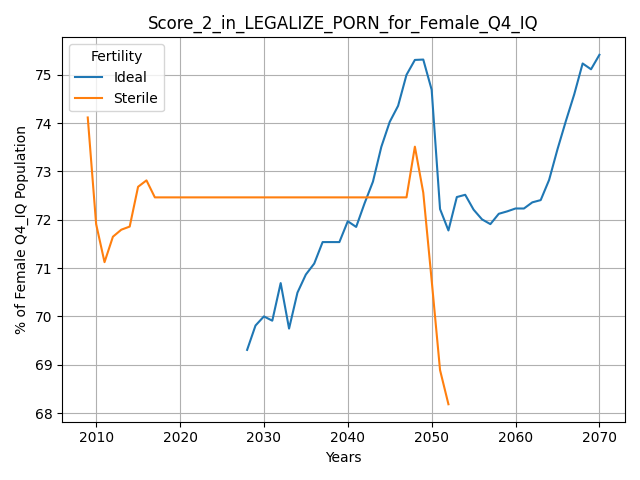 Score_2_in_LEGALIZE_PORN_for_Female_Q4_IQ
Fertility
Ideal
Sterile
% of Female Q4_IQ Population
75
74
73
72
71
70
69
68
2010
2020
2030
2040
2050
2060
2070
Years